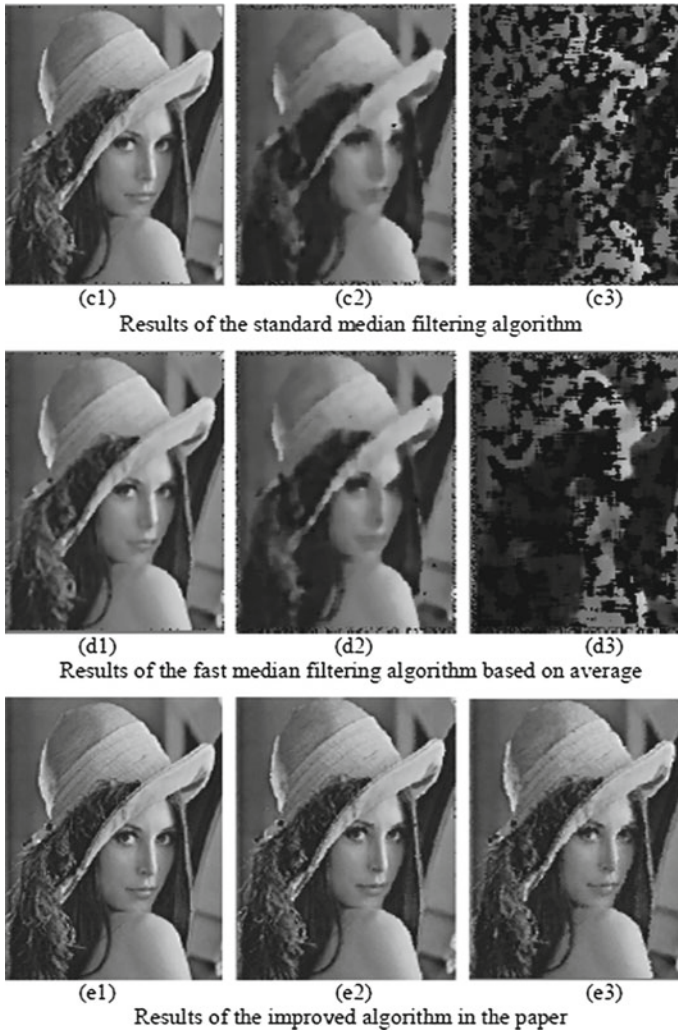 (c1) (c2) (c3)
Results of the standard median filtering algorithm
(d1) (d2) (d3)
Results of the fast median filtering algorithm based on average
(e1) (e2) (e3)
Results of the improved algorithm in the paper